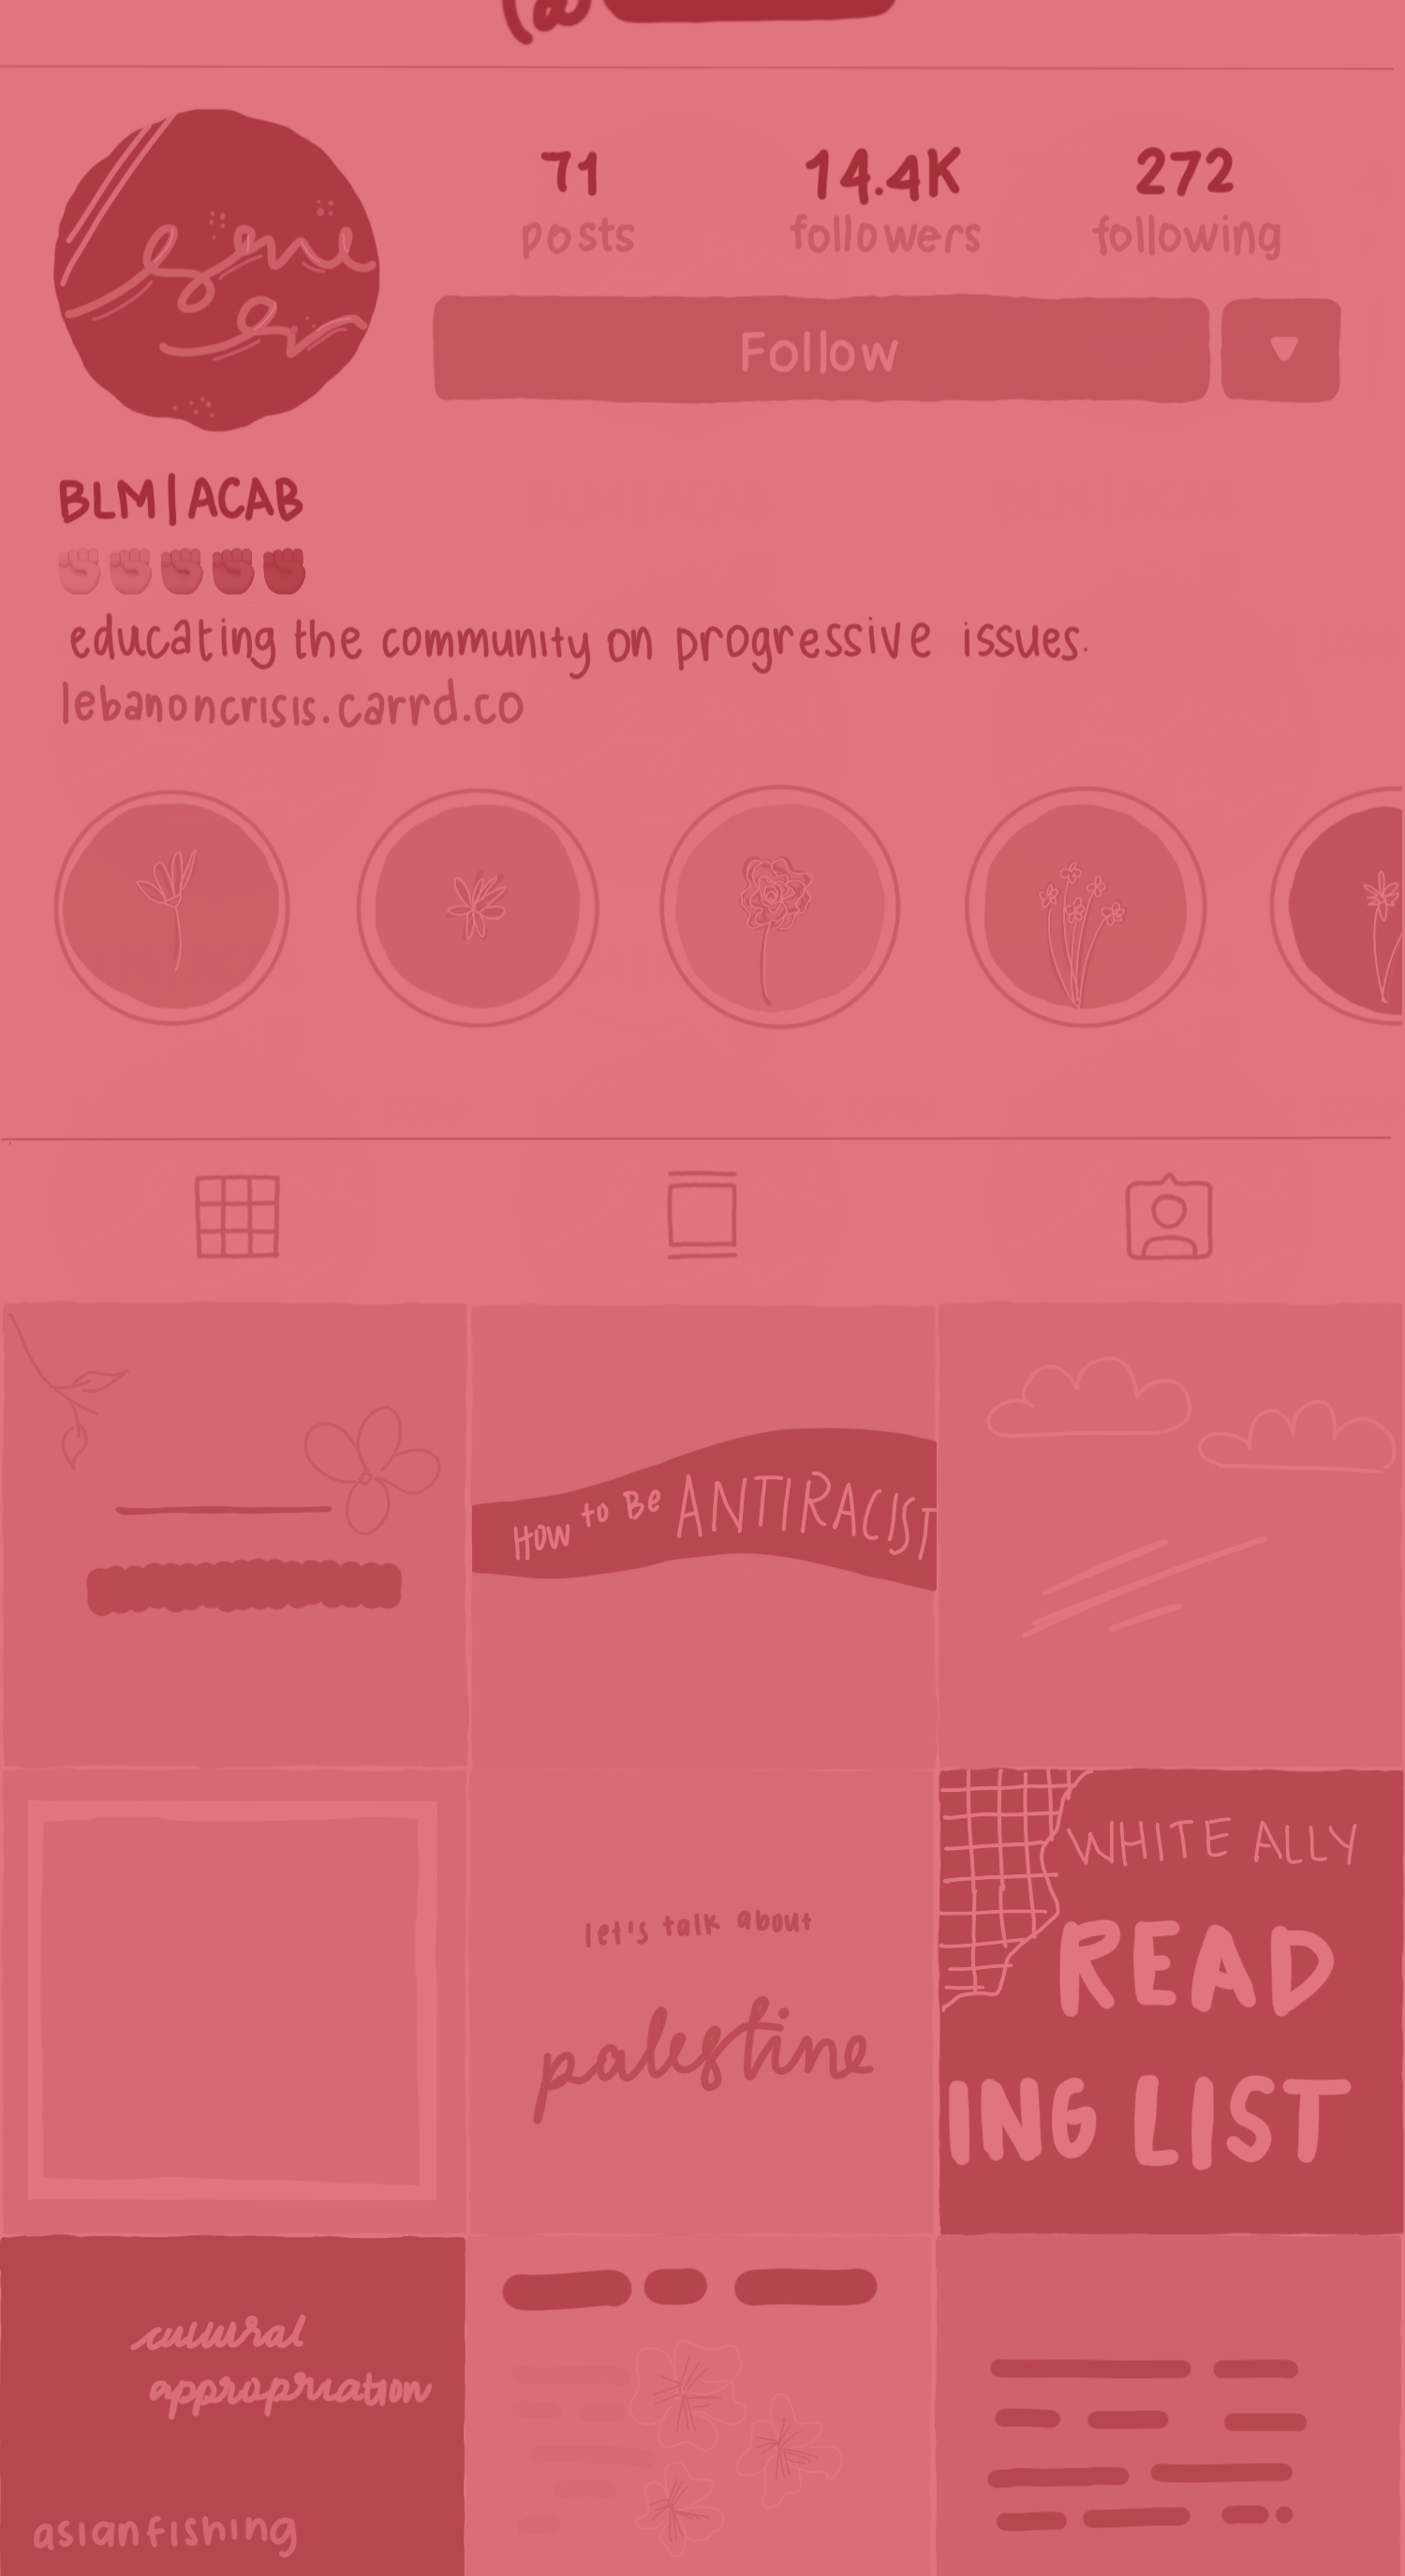 @
71 14.4K 272
posts followers following
Follow
BLM|ACAB
✊🏻✊🏼✊🏽✊🏾✊🏿
educating the community on progressive issues.
lebanoncrisis.carrd.co
HOW to Be ANTIRACIST
let's talk about
palestine
WHITE ALLY
READ
ING LIST
cultural
appropriation
asianfishing